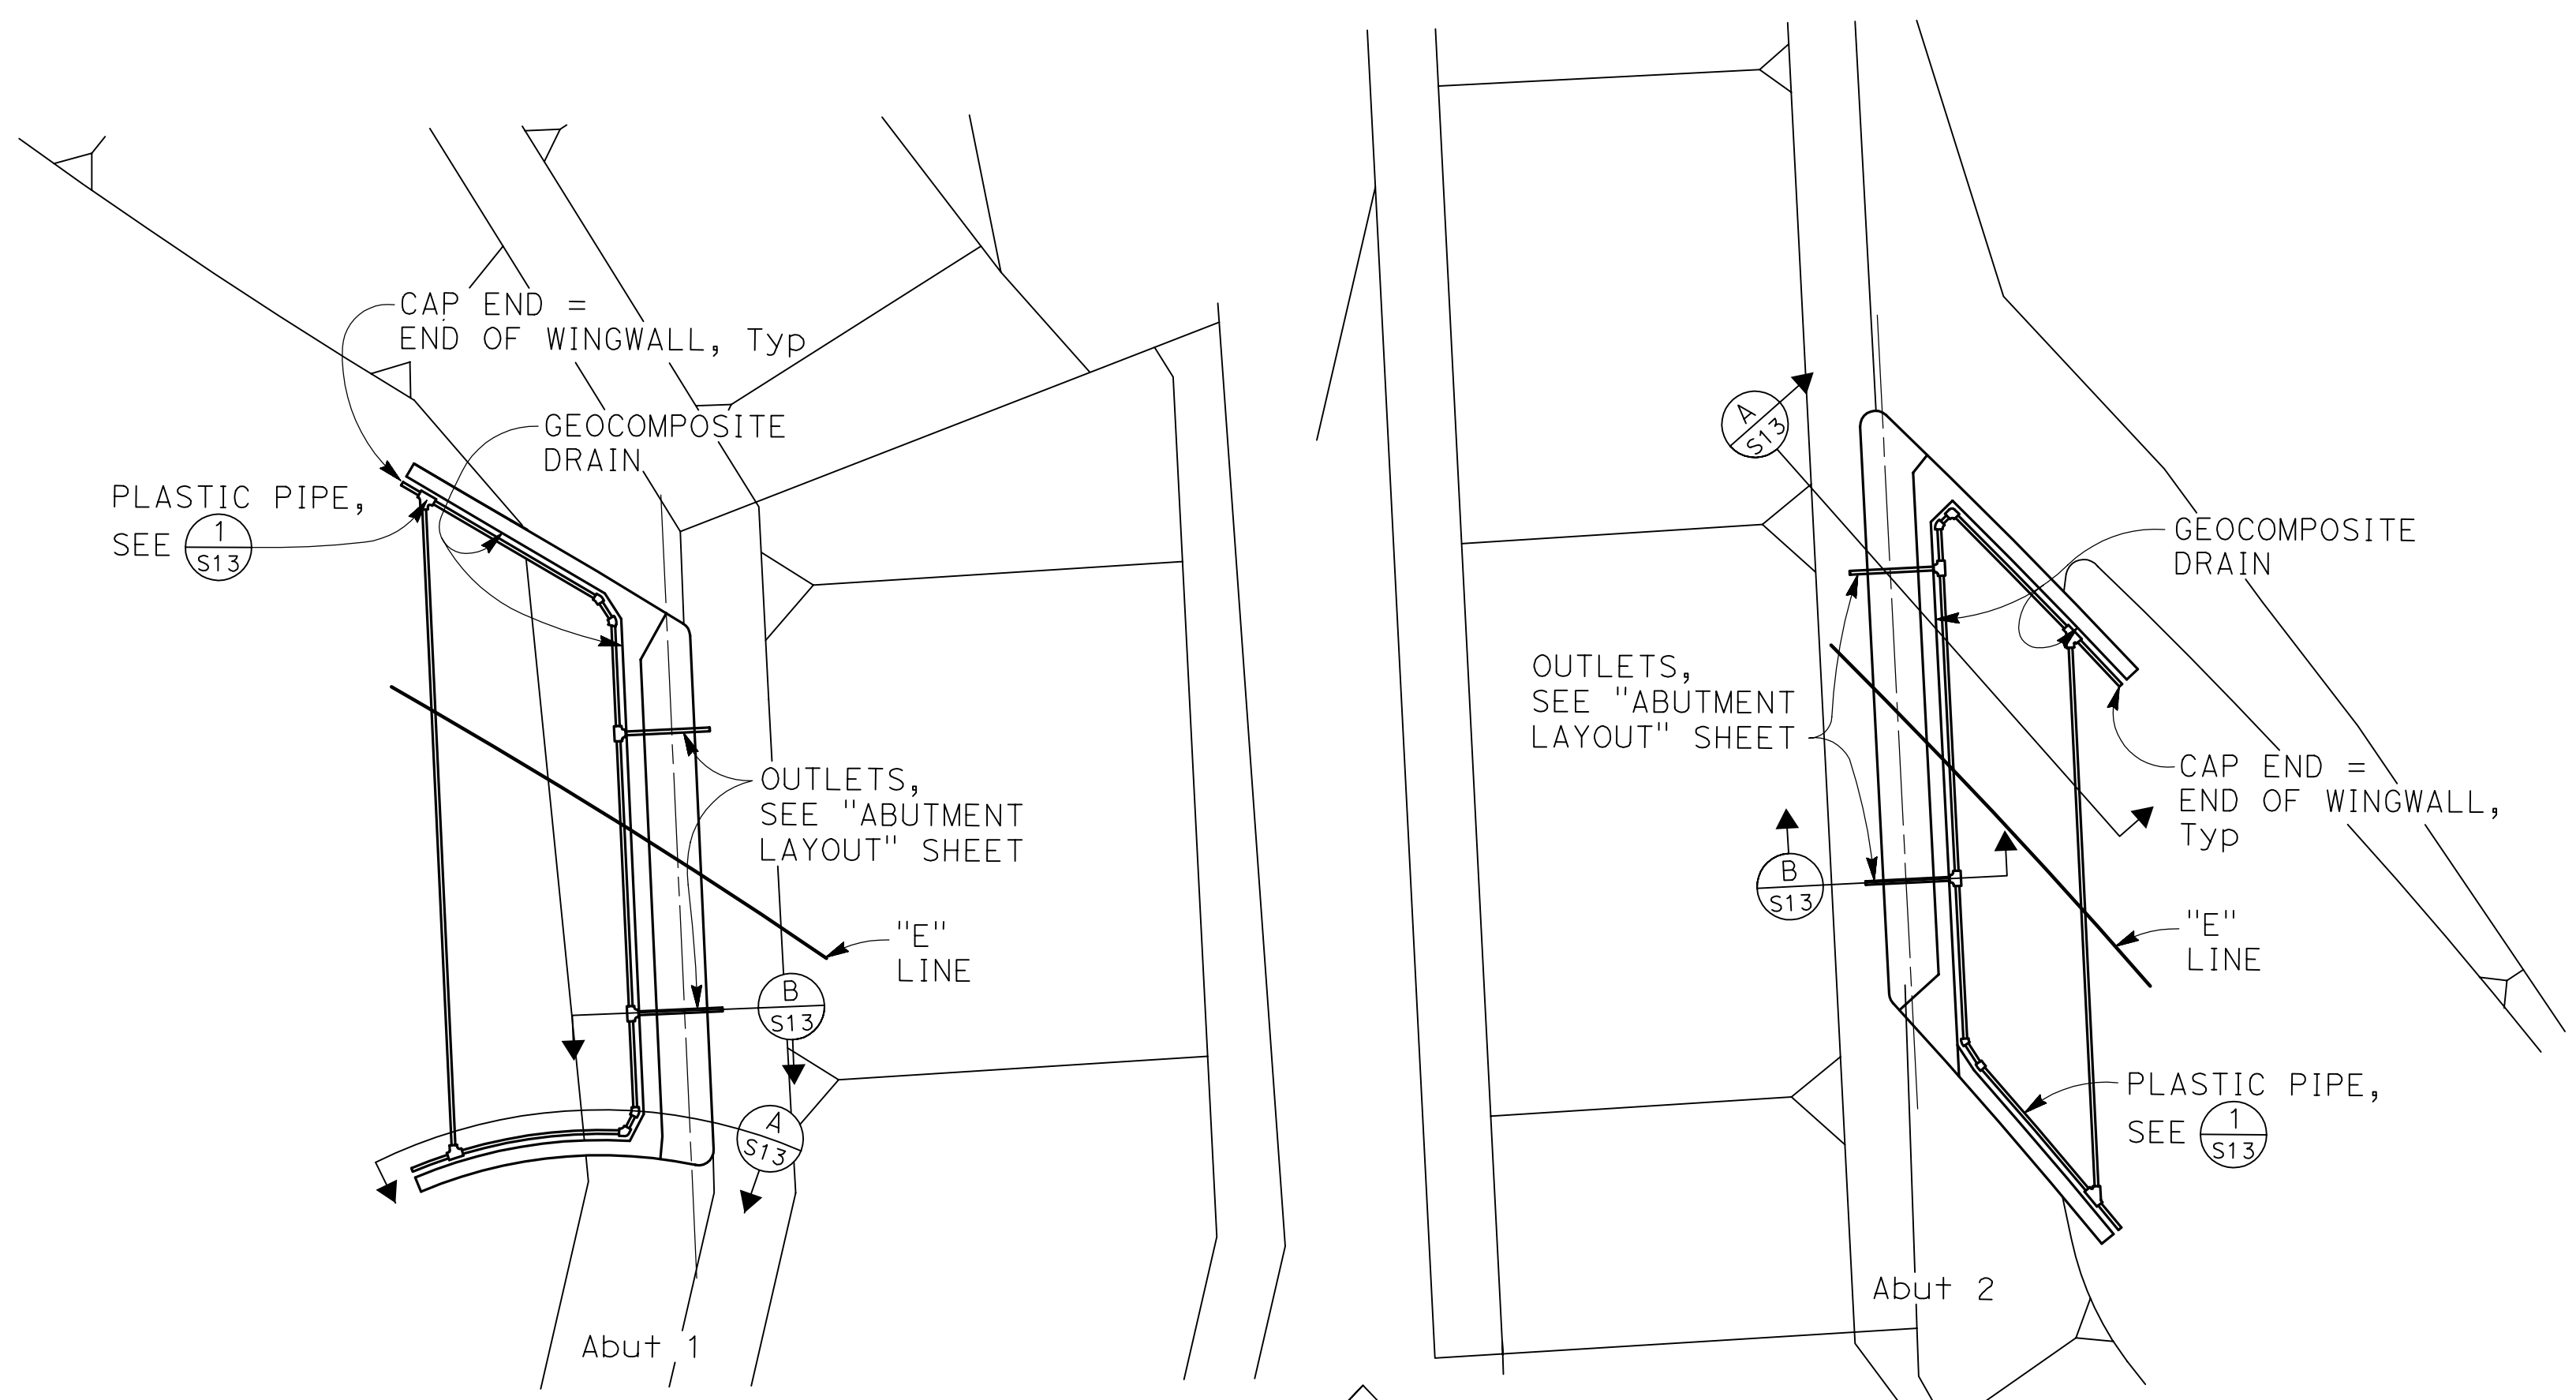 CAP END =
END OF WINGWALL, Typ
GEOCOMPOSITE
DRAIN
PLASTIC PIPE,
SEE 1
S13
OUTLETS,
SEE "ABUTMENT
LAYOUT" SHEET
"E"
LINE
B
S13
A
S13
Abut 1
A
S13
GEOCOMPOSITE
DRAIN
OUTLETS,
SEE "ABUTMENT
LAYOUT" SHEET
CAP END =
END OF WINGWALL,
Typ
B
S13
"E"
LINE
PLASTIC PIPE,
SEE 1
S13
Abut 2